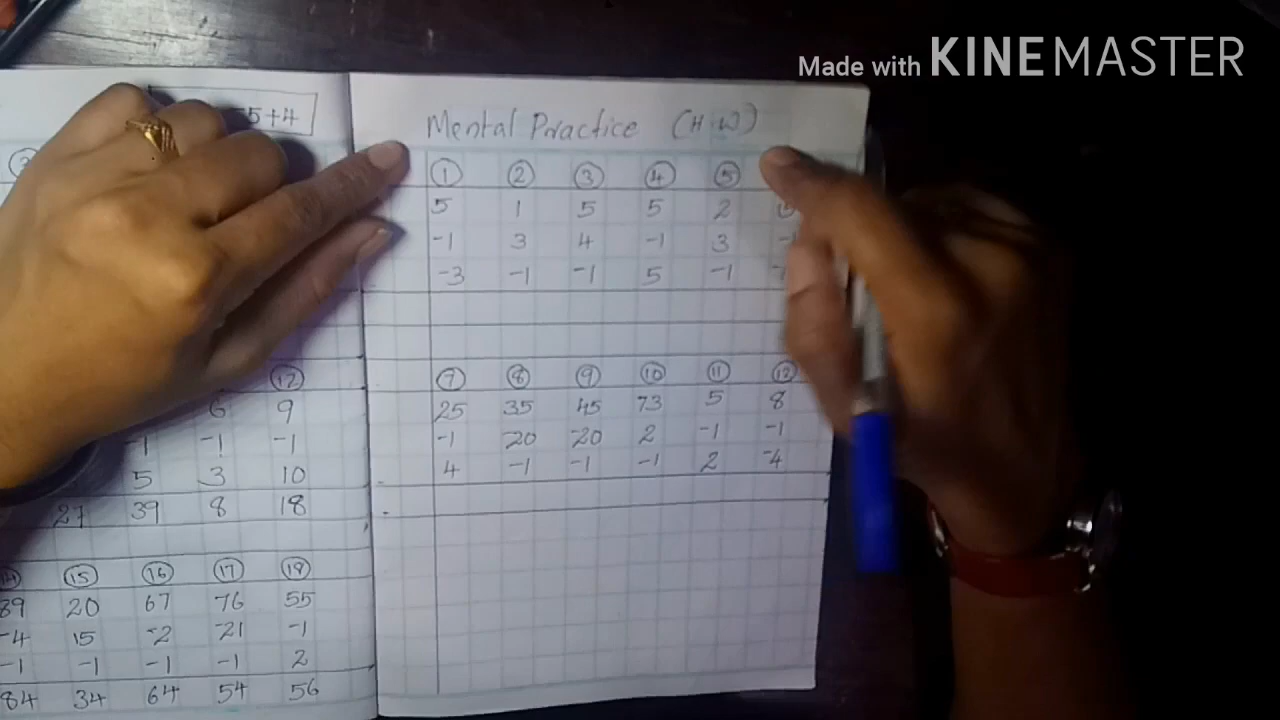 Made with KINEMASTER
5+4
Mental Practice (H.W)
① ② ③ ④ ⑤
5 1 5 5 2
-1 3 4 -1 3 -1
-3 -1 -1 5 -1
⑦ ⑧ ⑨ ⑩ ⑪ ⑫
25 35 45 73 5 8
-1 -20 -20 2 -1 -1
4 -1 -1 -1 2 -4
⑫
6 9
-1 -1 -1
5 3 10
27 39 8 18
⑭ ⑮ ⑯ ⑰ ⑱
89 20 67 76 55
-4 15 -2 -21 -1
-1 -1 -1 -1 2
84 34 64 54 56